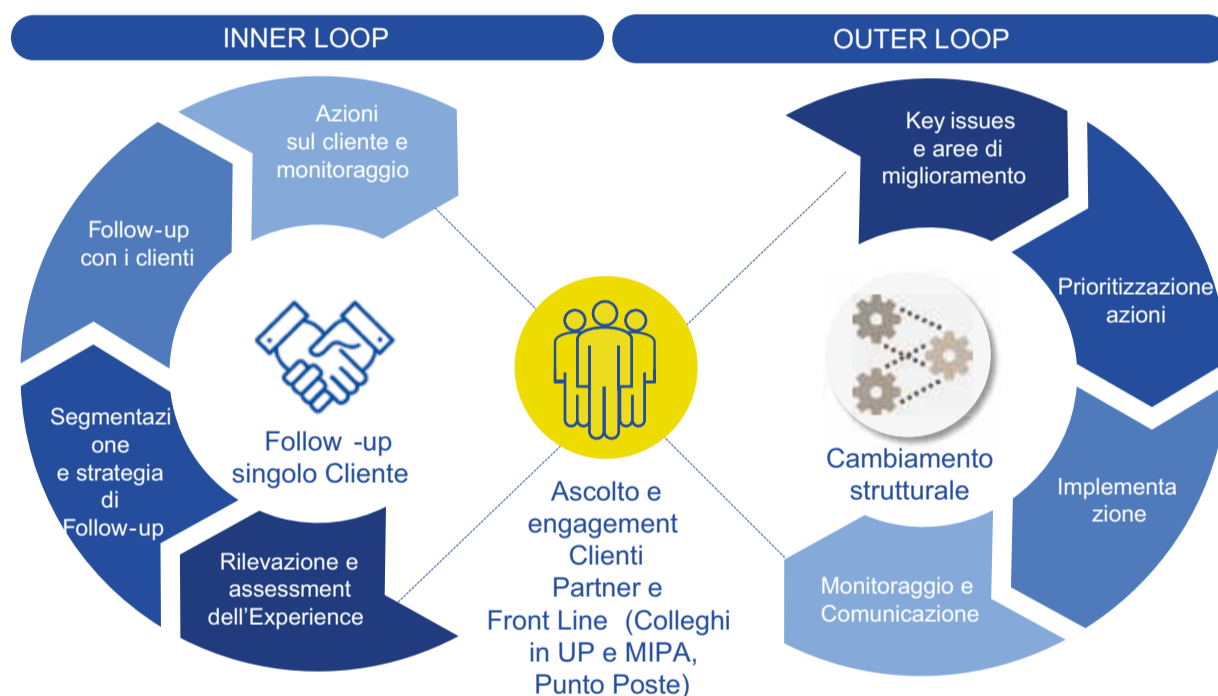 INNER LOOP
OUTER LOOP
Azioni
sul cliente e
monitoraggio
Follow-up
con i clienti
Segmentazi
one
e strategia
di
Follow-up
Rilevazione e
assessment
dell'Experience
Follow -up
singolo Cliente
Ascolto e
engagement
Clienti
Partner e
Front Line (Colleghi
in UP e MIPA,
Punto Poste)
Key issues
e aree di
miglioramento
Prioritizzazione
azioni
Implementa
zione
Monitoraggio e
Comunicazione
Cambiamento
strutturale